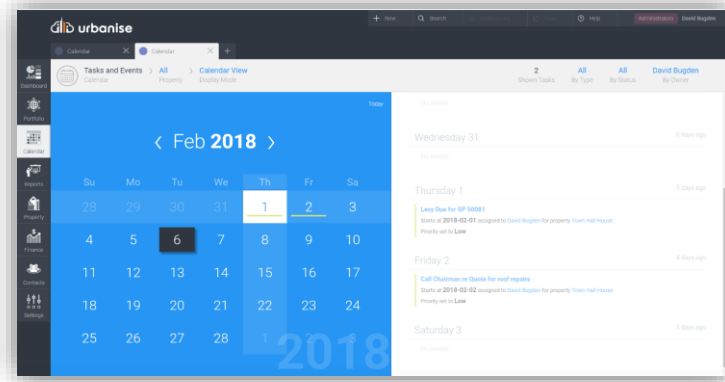 urbanise
+ New
Search
Help
Administrators David Bugden
Calendar
Calendar
Dashboard
Portfolio
Calendar
Reports
Property
Finance
Contacts
Settings
Tasks and Events > All > Calendar View
Calendar Property Display Mode
2 All All David Bugden
Shown Tasks By Type By Status By Owner
Today
< Feb 2018 >
Su Mo Tu We Th Fr Sa
28 29 30 31 1 2 3
4 5 6 7 8 9 10
11 12 13 14 15 16 17
18 19 20 21 22 23 24
25 26 27 28 1 2 3
2018
No events
Wednesday 31 6 days ago
No events
Thursday 1 5 days ago
Levy Due for SP 50081
Starts at 2018-02-01 assigned to David Bugden for property Town Hall House
Priority set to Low
Friday 2 4 days ago
Call Chairman re Quote for roof repairs
Starts at 2018-02-02 assigned to David Bugden for property Town Hall House
Priority set to Low
Saturday 3 3 days ago
No events